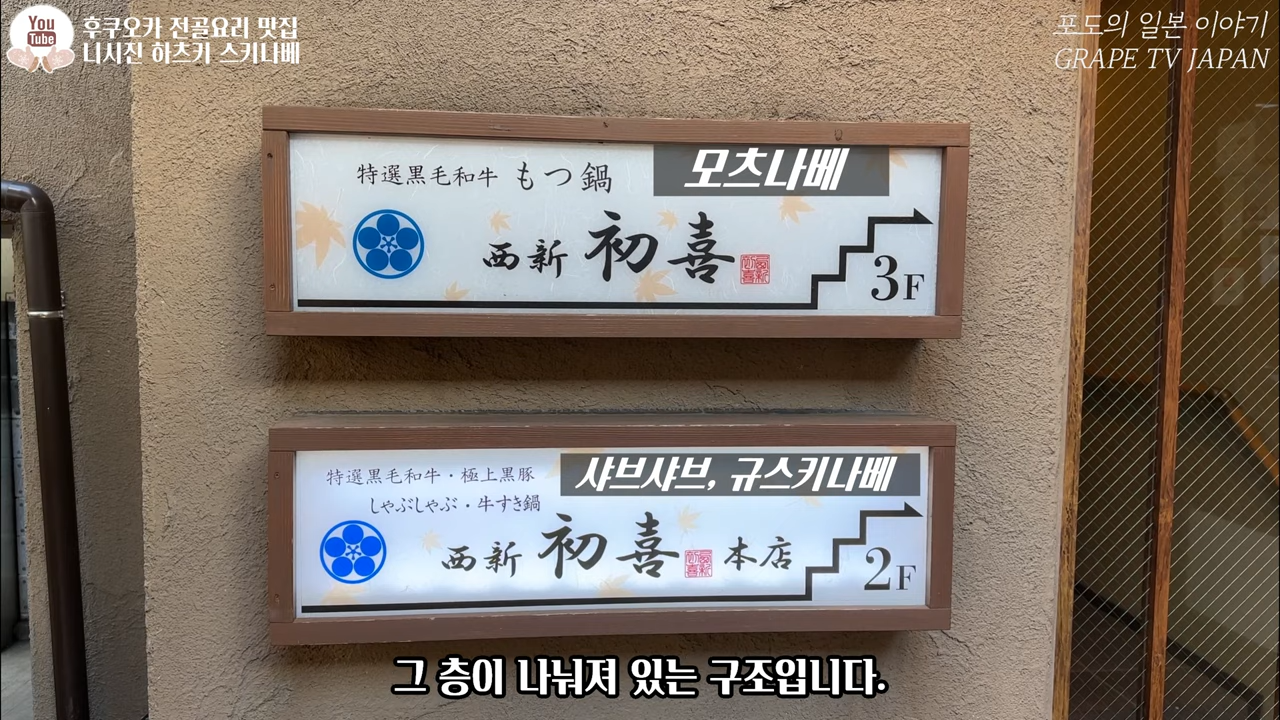 You
Tube
후쿠오카 전골요리 맛집
니시진 하츠키 스키나베
포도의 일본 이야기
GRAPE TV JAPAN
特選黒毛和牛 もつ鍋
모츠나베
西新 初喜
3F
特選黒毛和牛・極上黒豚
しゃぶしゃぶ・牛すき鍋
샤브샤브, 규스키나베
西新 初喜 本店
2F
그 층이 나눠져 있는 구조입니다.